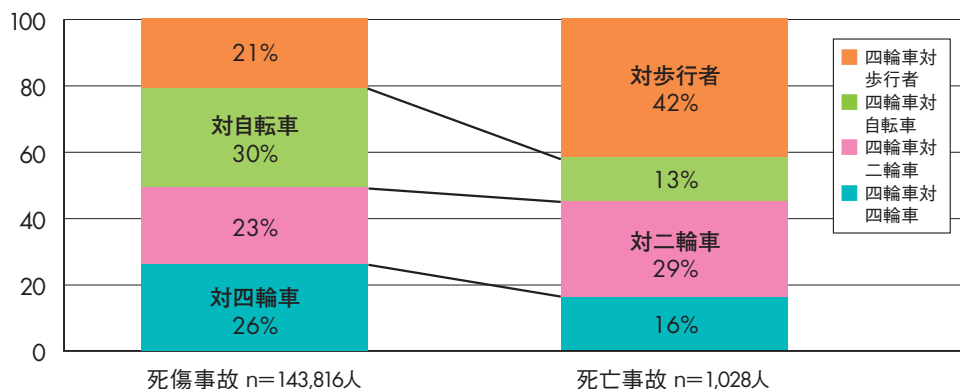 100
80
60
40
20
0
21%
対自転車
30%
23%
対四輪車
26%
対歩行者
42%
13%
対二輪車
29%
16%
四輪車対
歩行者
四輪車対
自転車
四輪車対
二輪車
四輪車対
四輪車
死傷事故 n=143,816人
死亡事故 n=1,028人